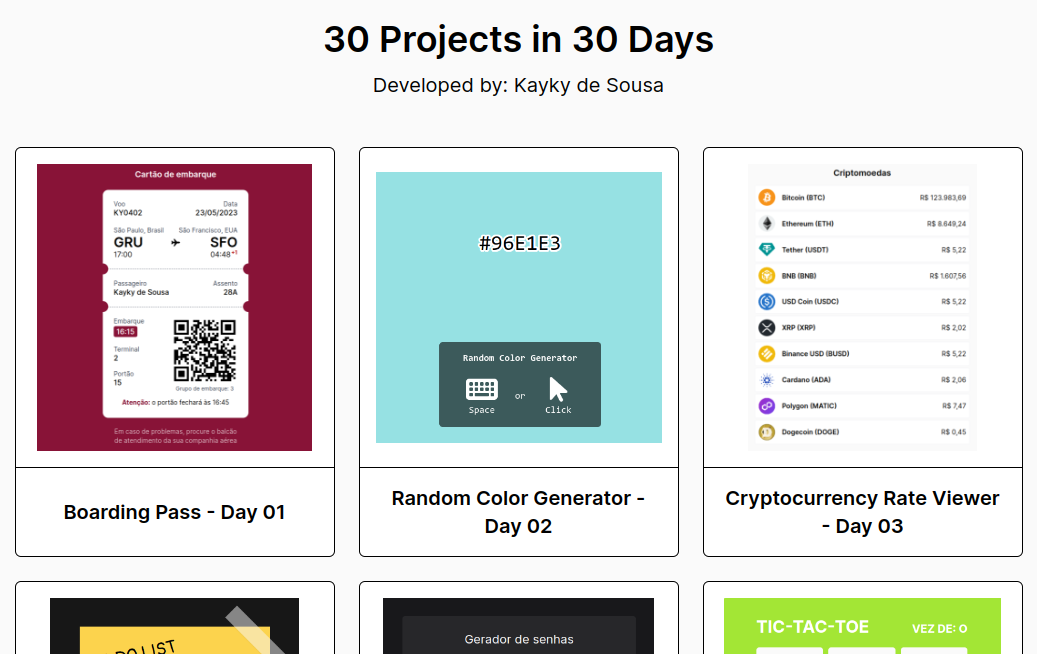 30 Projects in 30 Days
Developed by: Kayky de Sousa
Cartão de embarque
Voo
Data
KY0402
23/05/2023
São Paulo, Brasil
São Francisco, EUA
GRU
SFO
17:00
04:48 +1
Passageiro
Assento
Kayky de Sousa
28A
Embarque
16:15
Terminal
2
Portão
15
Grupo de embarque: 3
Atenção: o portão fechará às 16:45
Em caso de problemas, procure o balcão
de atendimento da sua companhia aérea
Boarding Pass - Day 01
#96E1E3
Random Color Generator
Space
or
Click
Random Color Generator -
Day 02
Criptomoedas
Bitcoin (BTC) R$ 123.983,69
Ethereum (ETH) R$ 8.649,24
Tether (USDT) R$ 5,22
BNB (BNB) R$ 1.607,56
USD Coin (USDC) R$ 5,22
XRP (XRP) R$ 2,02
Binance USD (BUSD) R$ 5,22
Cardano (ADA) R$ 2,06
Polygon (MATIC) R$ 7,47
Dogecoin (DOGE) R$ 0,45
Cryptocurrency Rate Viewer
- Day 03
DO LIST
Gerador de senhas
TIC-TAC-TOE
VEZ DE: O